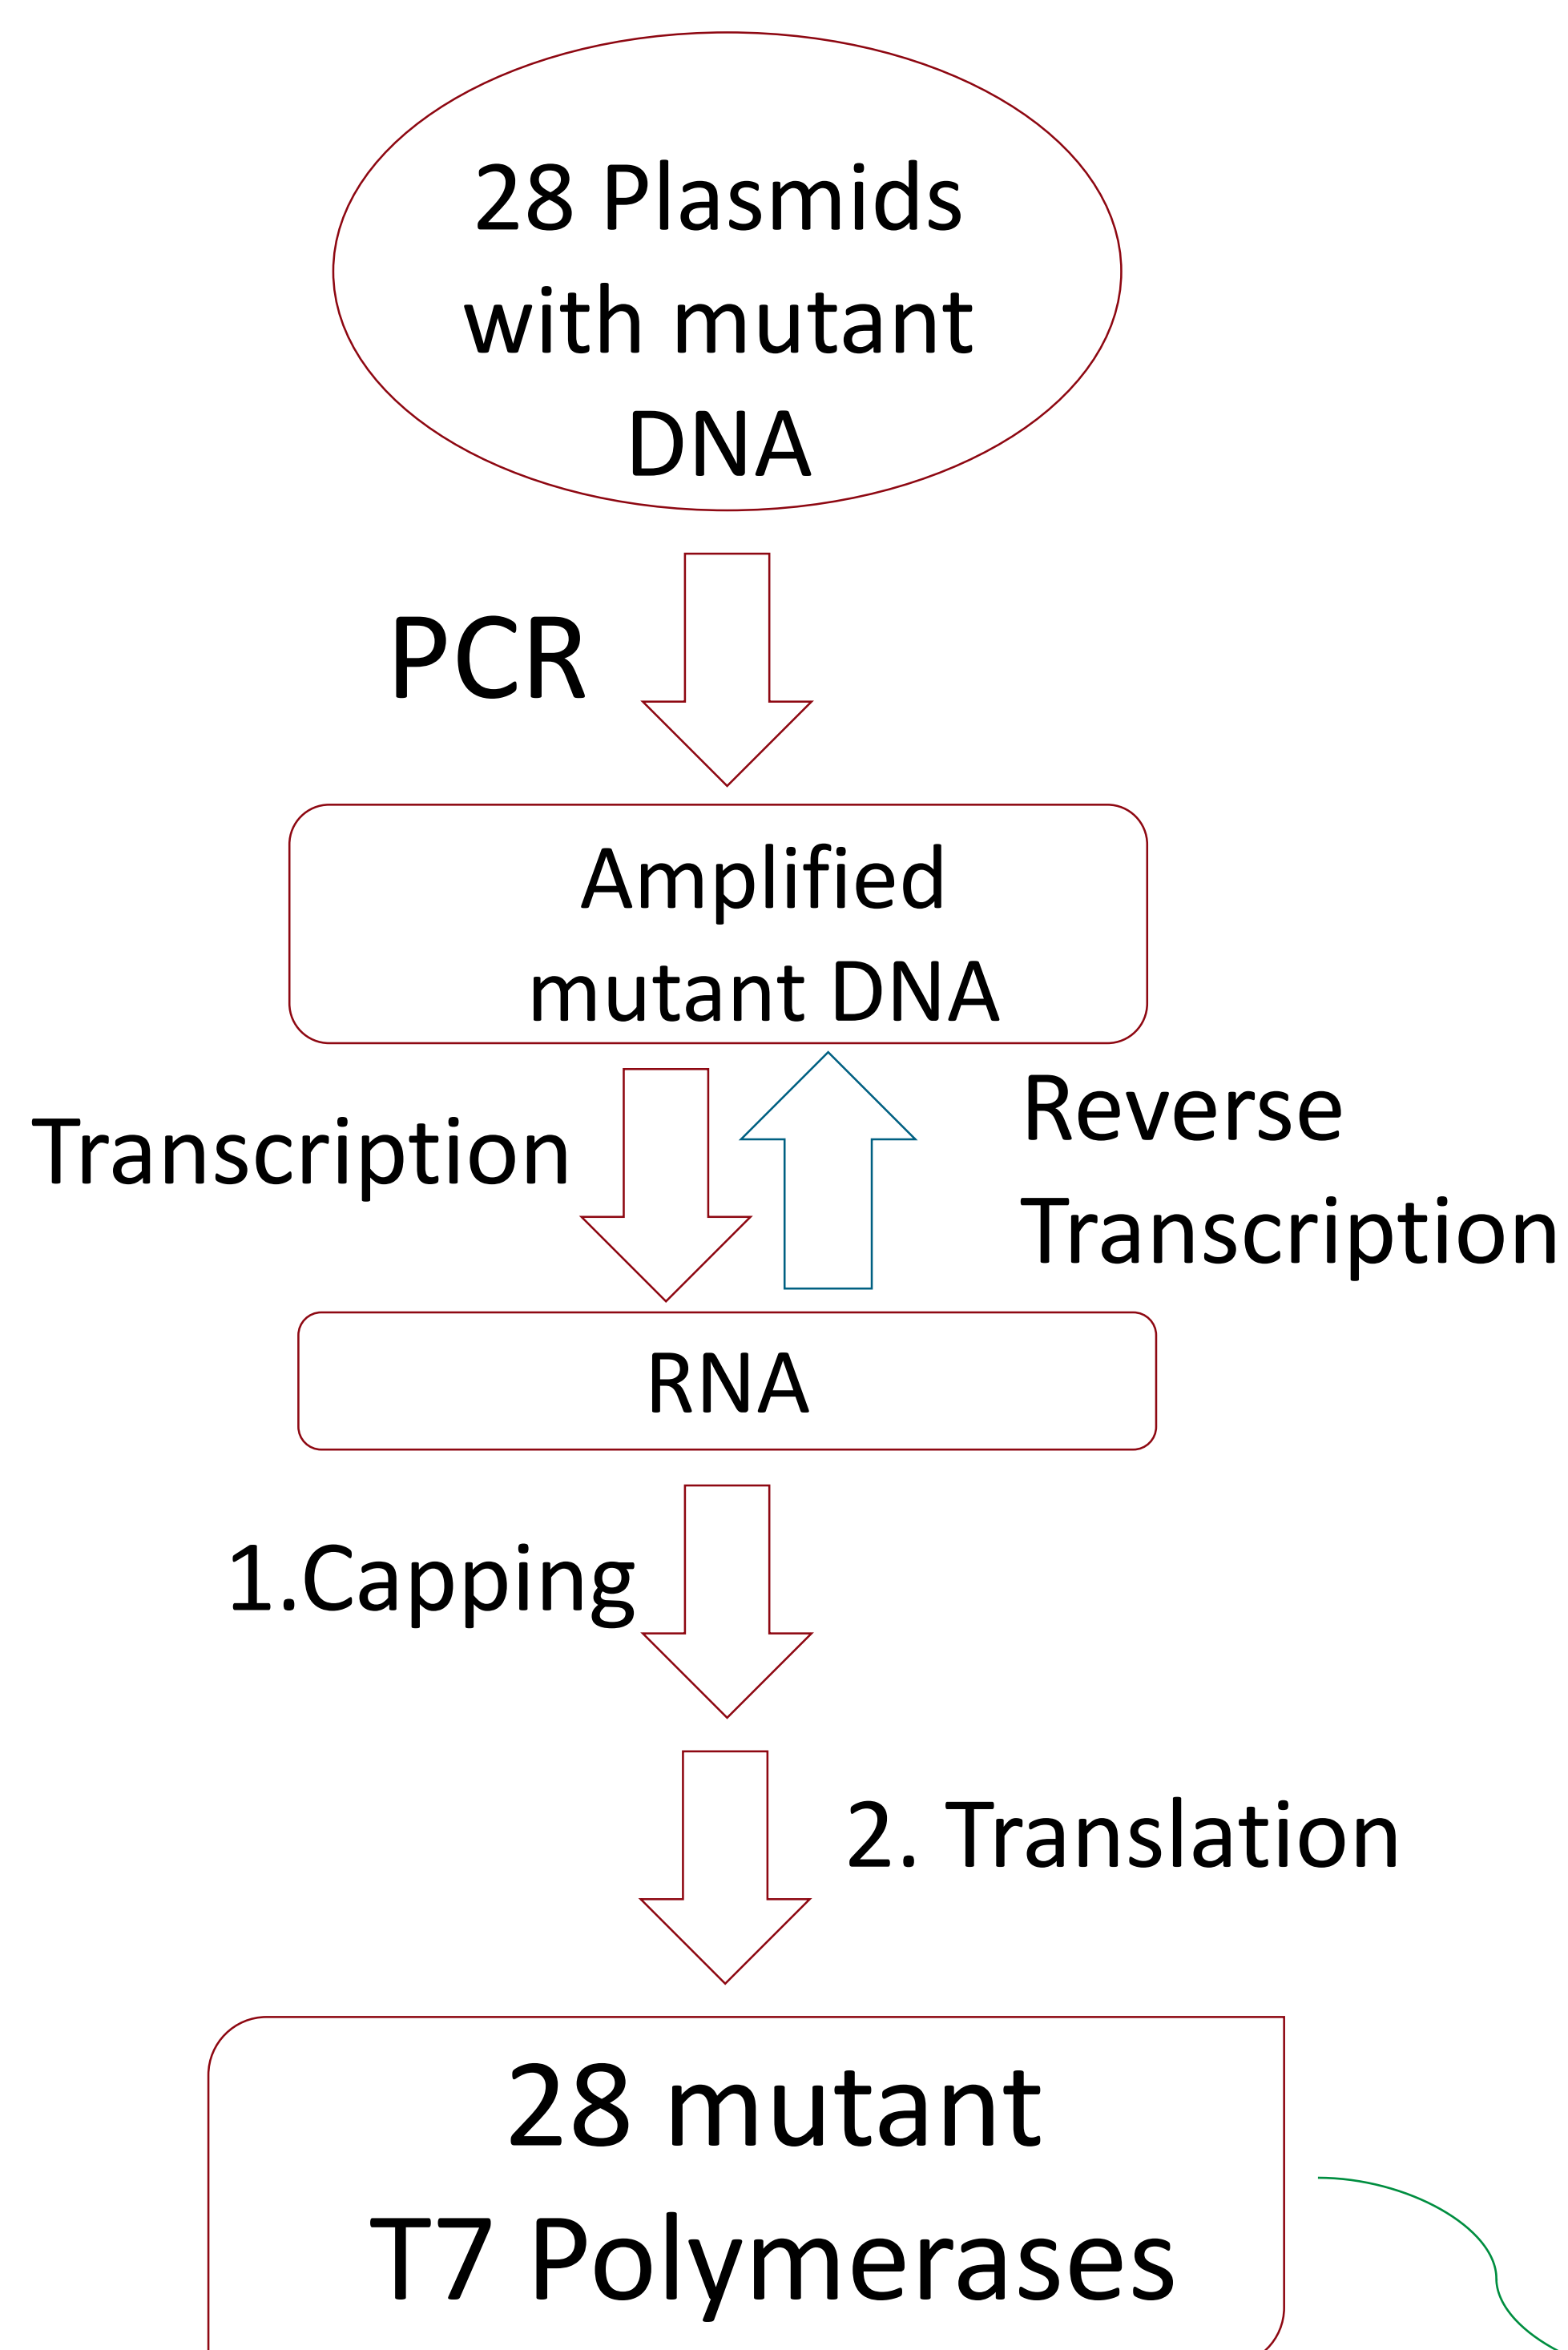 28 Plasmids
with mutant
DNA
PCR
Amplified
mutant DNA
Transcription
Reverse
Transcription
RNA
1.Capping
2. Translation
28 mutant
T7 Polymerases